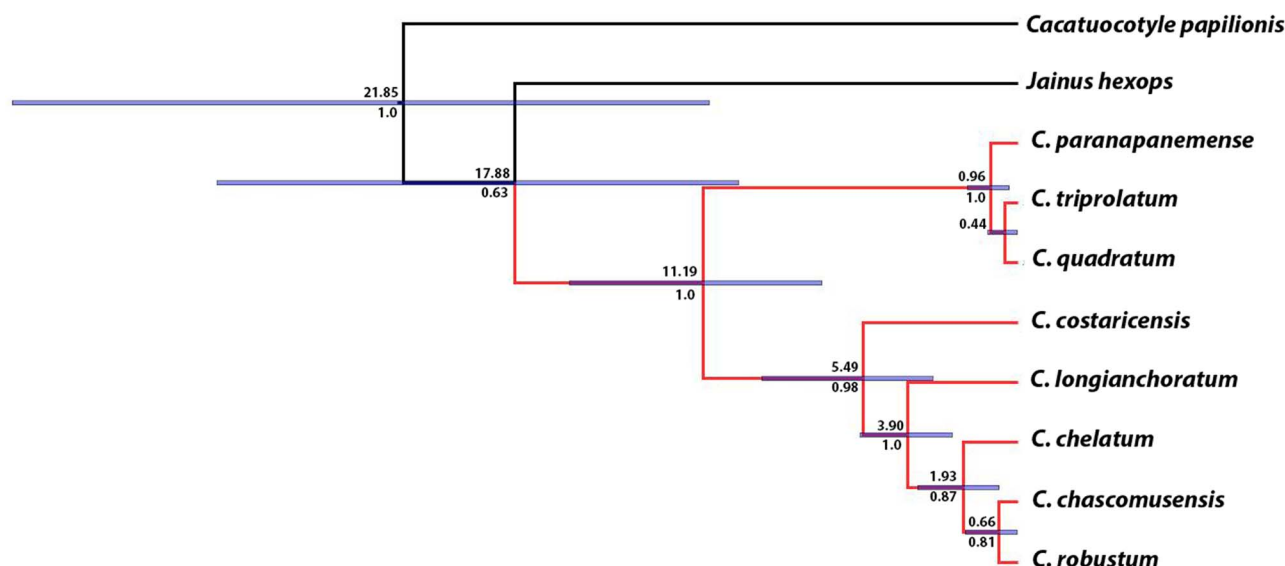 Cacatuocotyle papilionis
Jainus hexops
21.85
1.0
C. paranapanemense
17.88
0.63
0.96
1.0
C. triprolatum
0.44
C. quadratum
11.19
1.0
C. costaricensis
5.49
0.98
C. longianchoratum
3.90
1.0
C. chelatum
1.93
0.87
C. chascomusensis
0.66
0.81
C. robustum